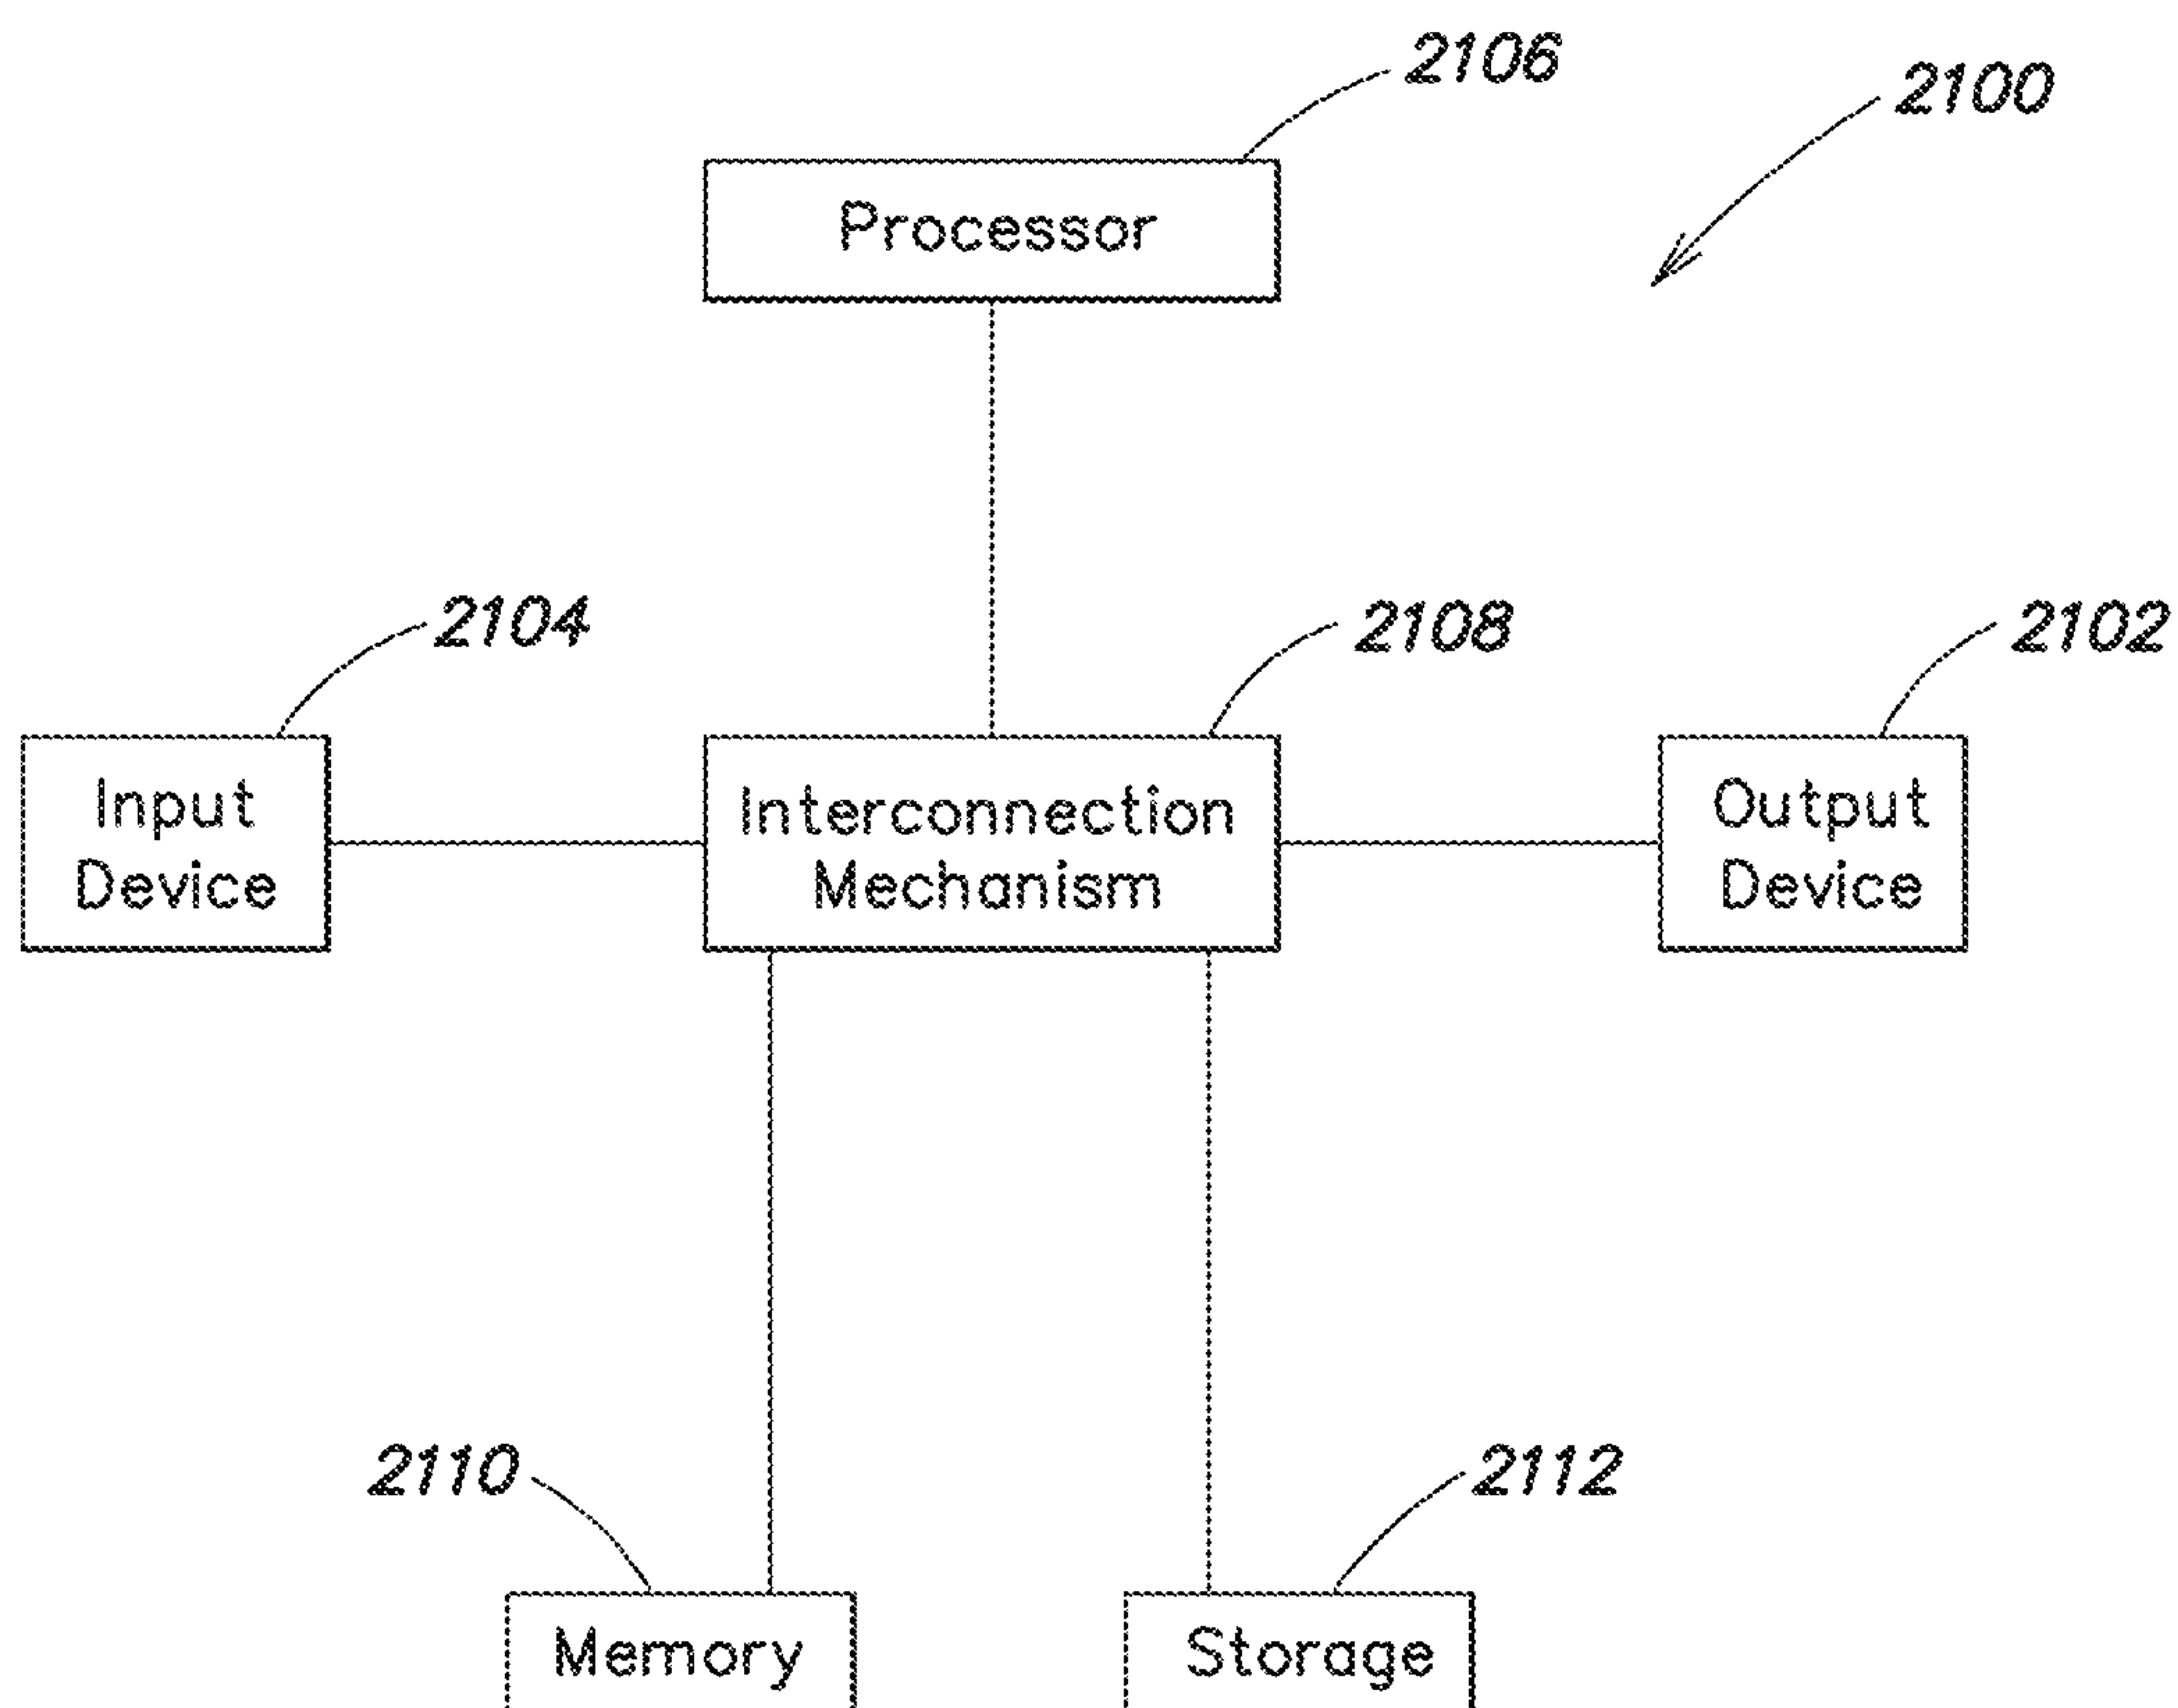 2106
2100
Processor
2104
2108
2102
Input
Device
Interconnection
Mechanism
Output
Device
2110
2112
Memory
Storage